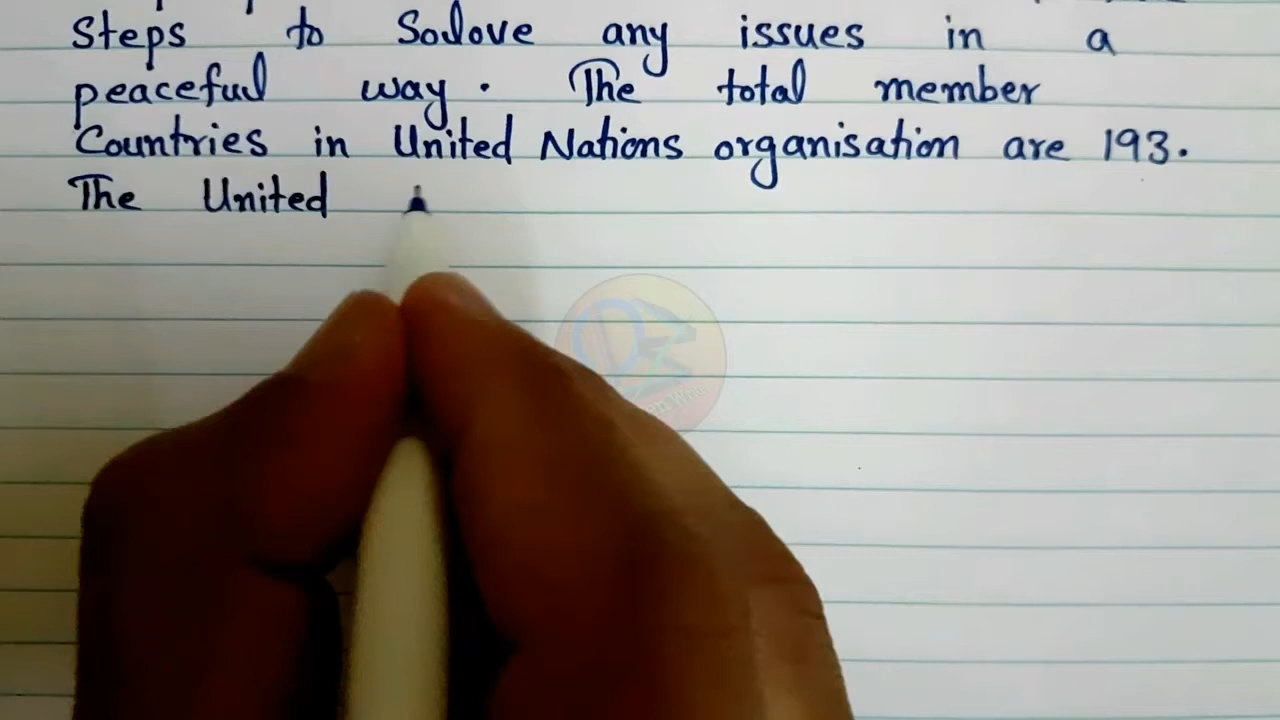 Steps to Solove any issues in a
peaceful way. The total member
Countries in United Nations organisation are 193.
The United